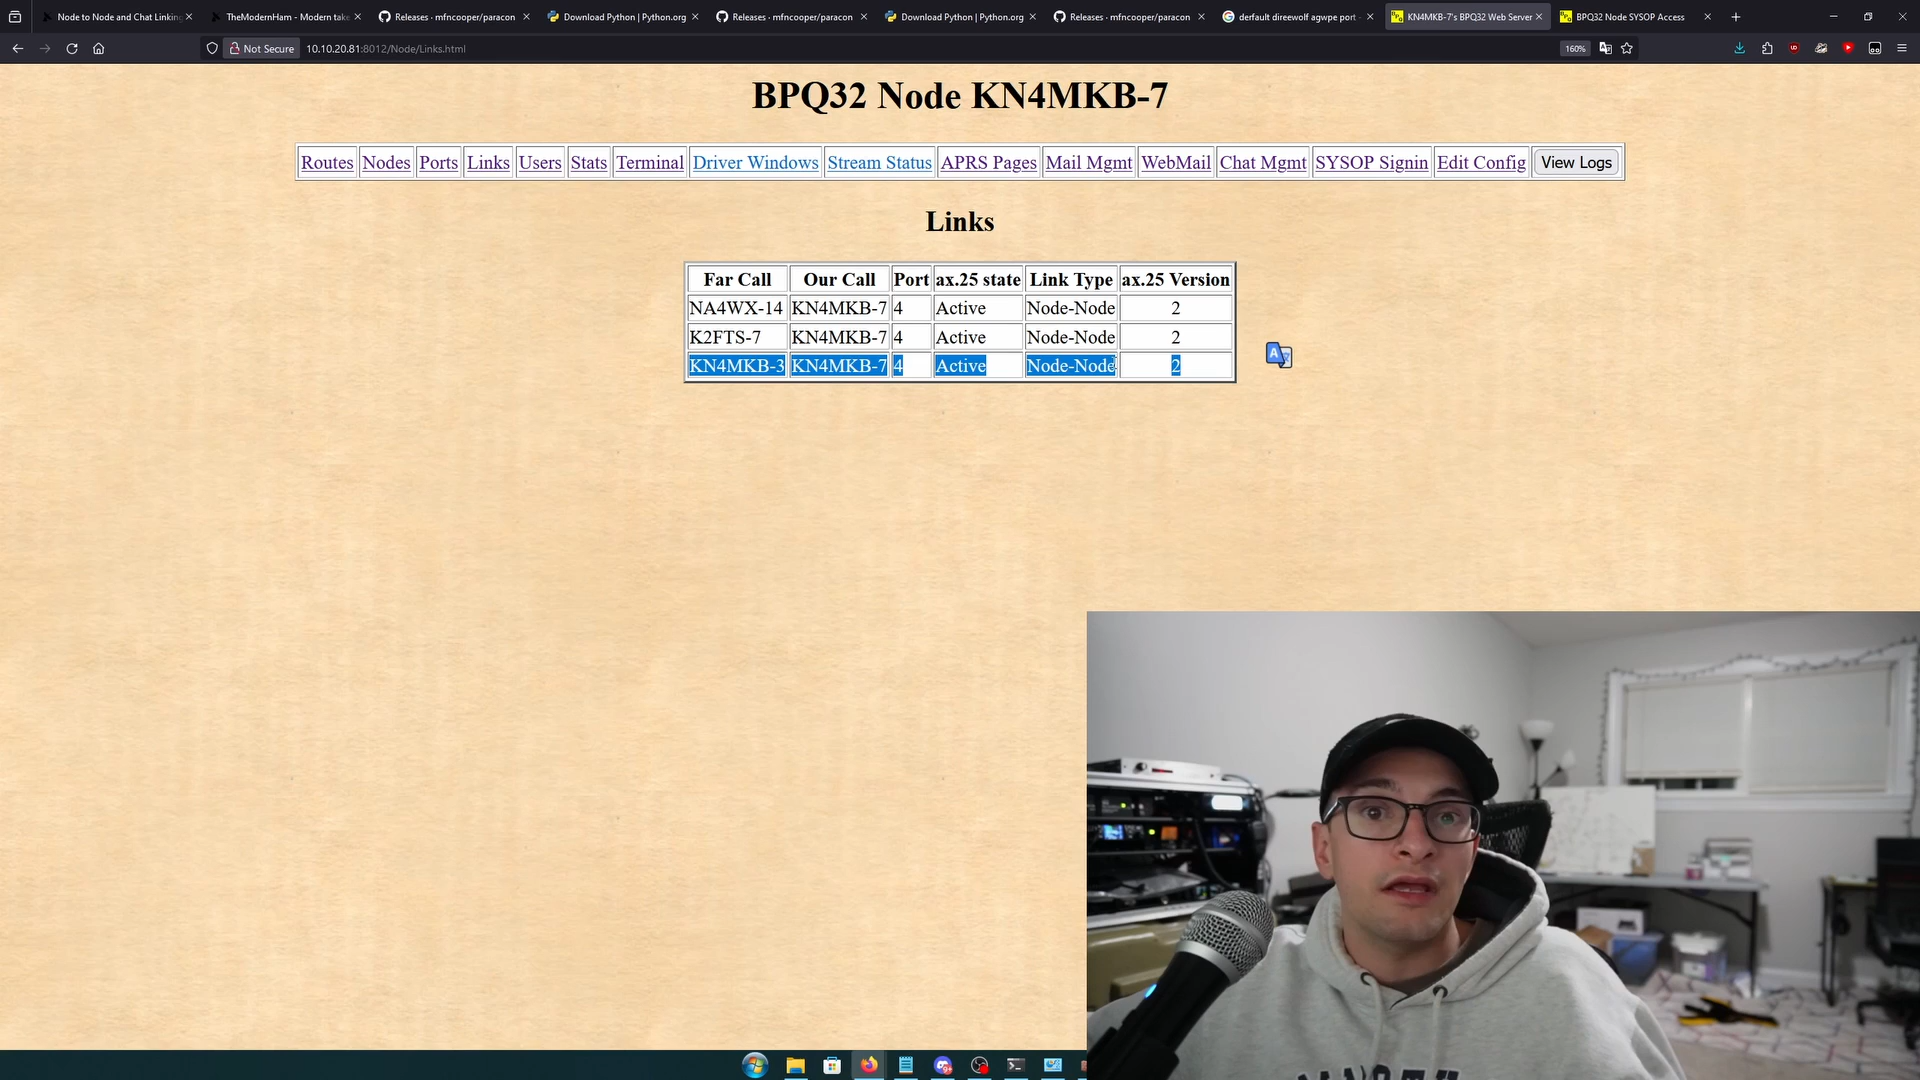 Node to Node and Chat Linking
TheModernHam - Modern take
Releases · mfncooper/paracon
Download Python | Python.org
Releases · mfncooper/paracon
Download Python | Python.org
Releases · mfncooper/paracon
derfault direewolf agwpe port -
KN4MKB-7's BPQ32 Web Server
BPQ32 Node SYSOP Access
Not Secure
10.10.20.81:8012/Node/Links.html
160%
BPQ32 Node KN4MKB-7
Routes Nodes Ports Links Users Stats Terminal Driver Windows Stream Status APRS Pages Mail Mgmt WebMail Chat Mgmt SYSOP Signin Edit Config View Logs
Links
Far Call Our Call Port ax.25 state Link Type ax.25 Version
NA4WX-14 KN4MKB-7 4 Active Node-Node 2
K2FTS-7 KN4MKB-7 4 Active Node-Node 2
KN4MKB-3 KN4MKB-7 4 Active Node-Node 2